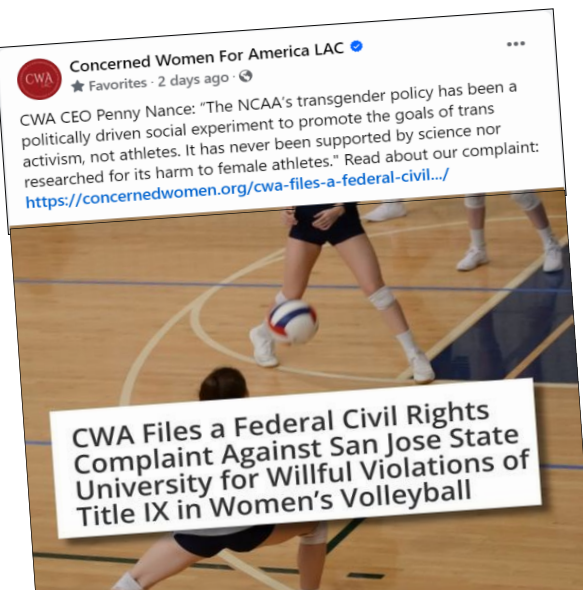 CWA
Concerned Women For America LAC
Favorites · 2 days ago ·
CWA CEO Penny Nance: “The NCAA’s transgender policy has been a
politically driven social experiment to promote the goals of trans
activism, not athletes. It has never been supported by science nor
researched for its harm to female athletes." Read about our complaint:
https://concernedwomen.org/cwa-files-a-federal-civil.../
CWA Files a Federal Civil Rights
Complaint Against San Jose State
University for Willful Violations of
Title IX in Women’s Volleyball